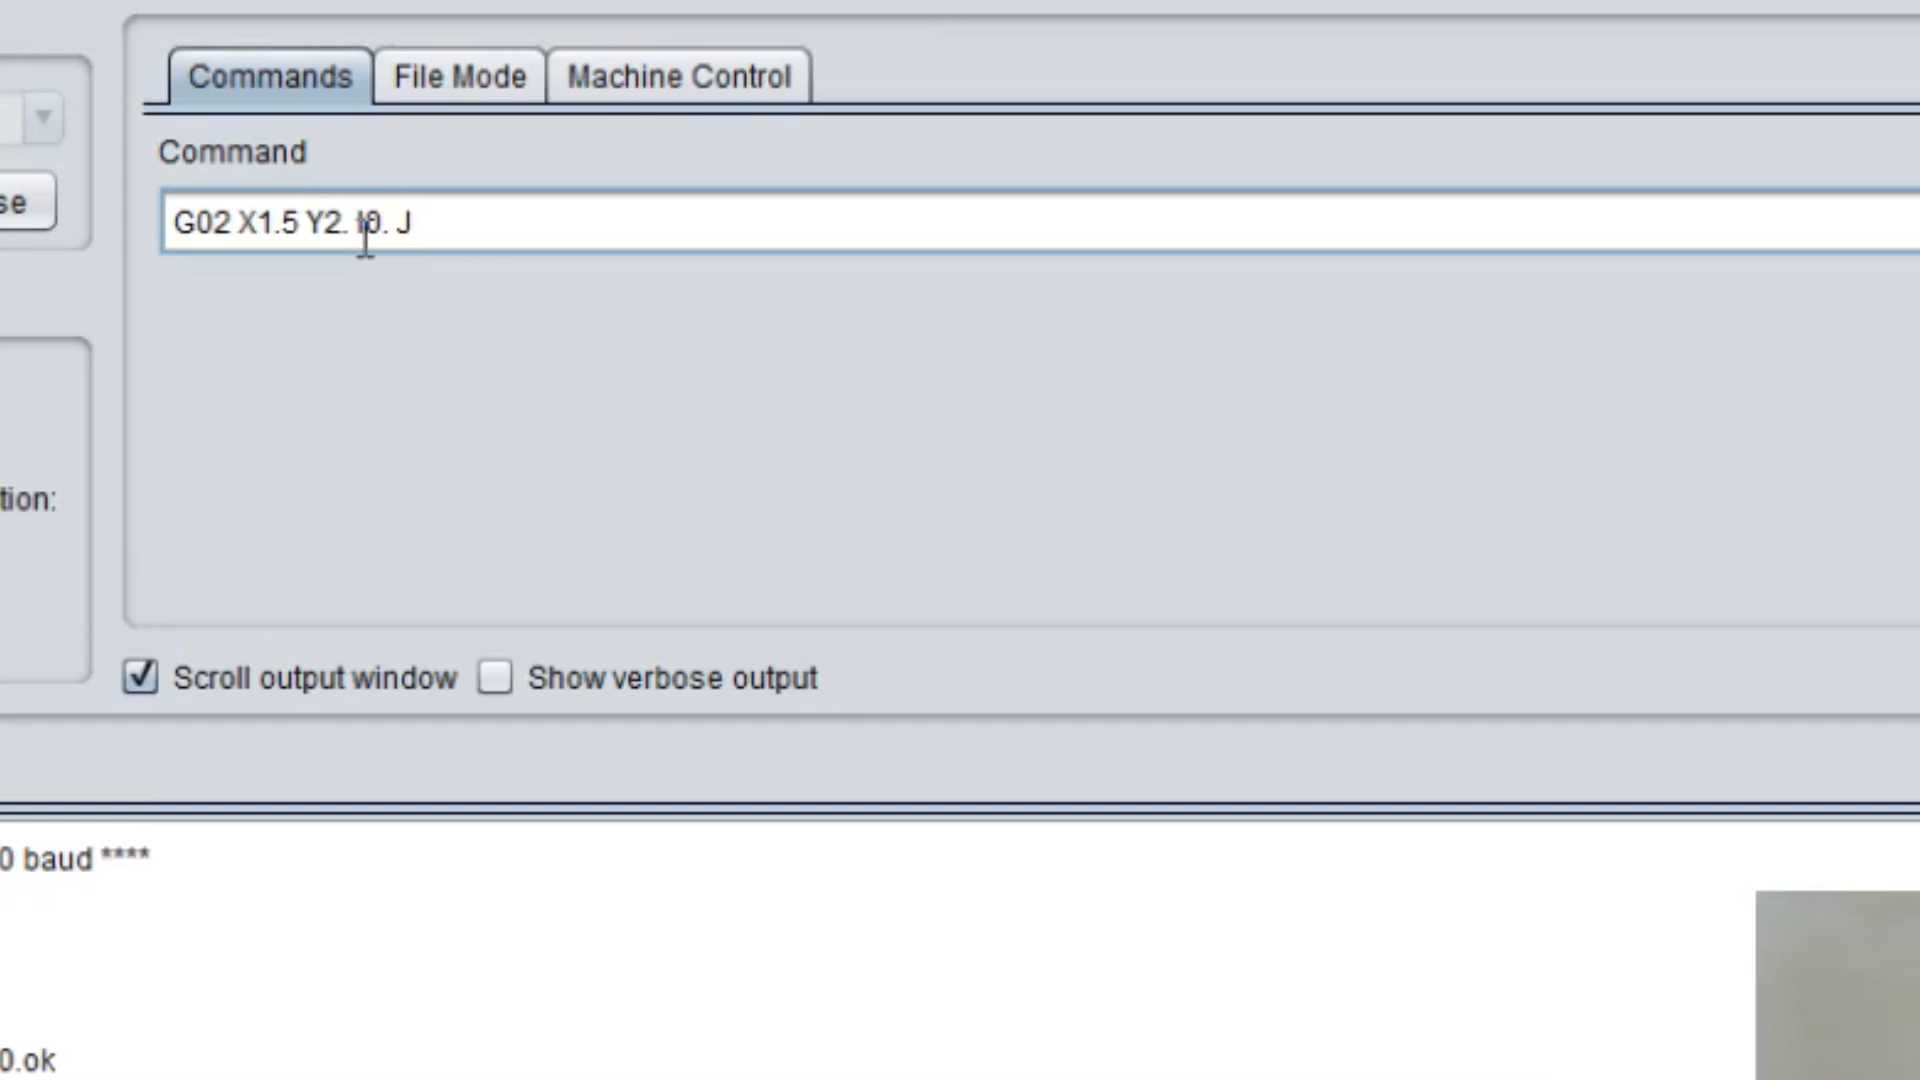 Commands File Mode Machine Control
Command
se
G02 X1.5 Y2. I0. J
tion:
Scroll output window Show verbose output
0 baud ****
0.ok